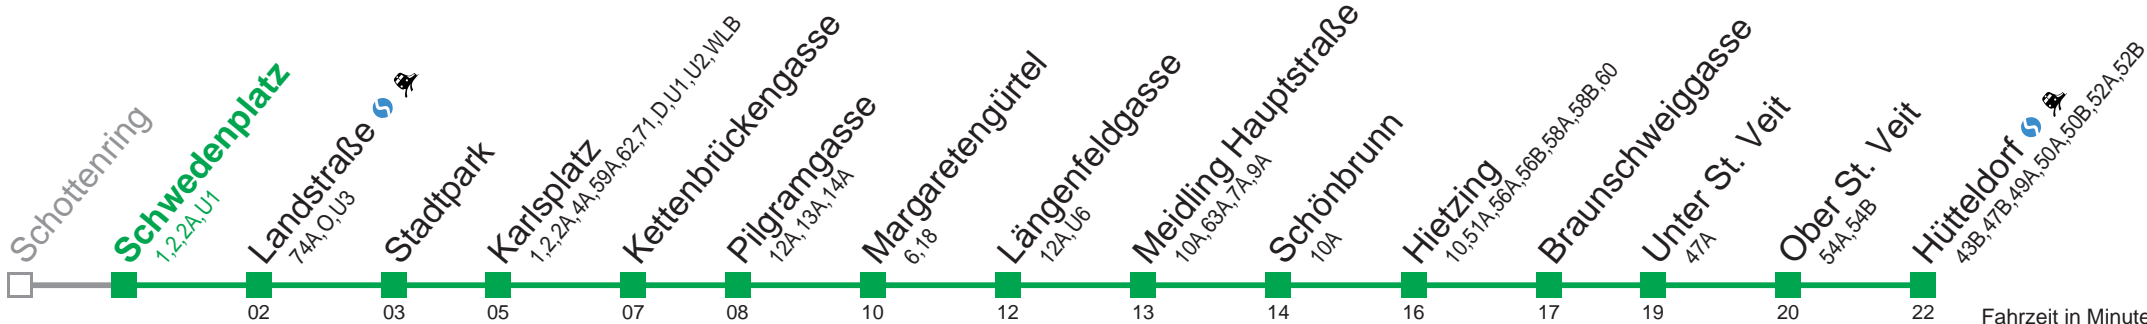 Schottenring
Schwedenplatz
1,2,2A,U1
Landstraße
74A,O,U3
Stadtpark
Karlsplatz
1,2,2A,4A,59A,62,71,D,U1,U2,WLB
Kettenbrückengasse
Pilgramgasse
12A,13A,14A
Margaretengürtel
6,18
Längenfeldgasse
12A,U6
Meidling Hauptstraße
10A,63A,7A,9A
Schönbrunn
10A
Hietzing
10,51A,56A,56B,58A,58B,60
Braunschweiggasse
Unter St. Veit
47A
Ober St. Veit
54A,54B
Hütteldorf
43B,47B,49A,50A,50B,52A,52B
02 03 05 07 08 10 12 13 14 16 17 19 20 22
Fahrzeit in Minute